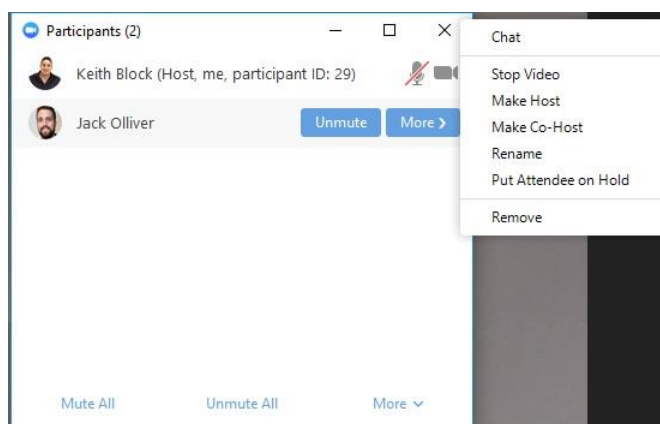 Participants (2)
Keith Block (Host, me, participant ID: 29)
Jack Olliver
Unmute
More
Chat
Stop Video
Make Host
Make Co-Host
Rename
Put Attendee on Hold
Remove
Mute All
Unmute All
More